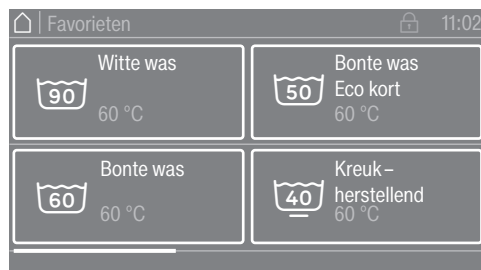 Favorieten 11:02
Witte was
90
60 °C
Bonte was
Eco kort
50
60 °C
Bonte was
60
60 °C
Kreuk–
herstellend
40
60 °C